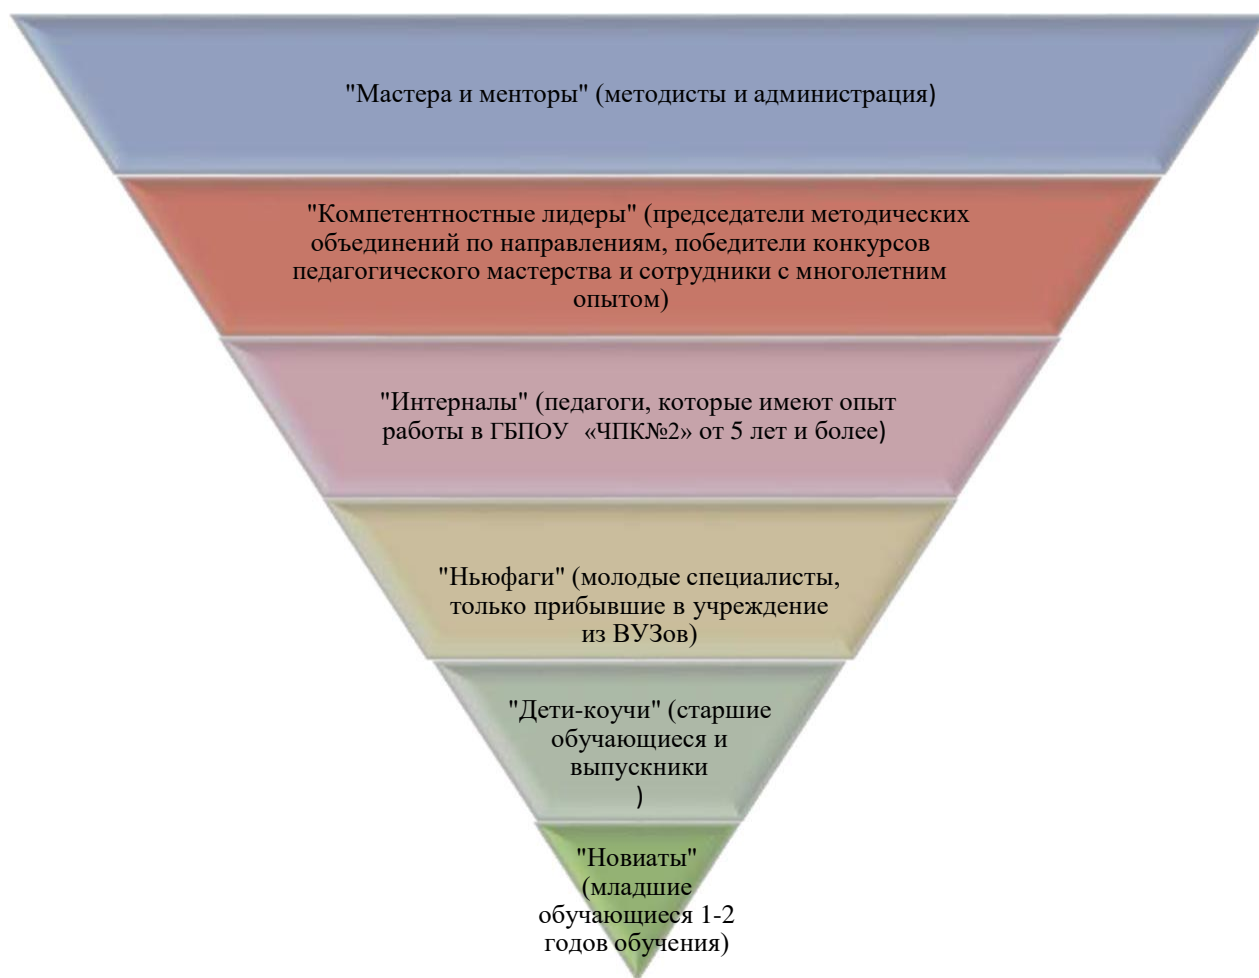 "Мастера и менторы" (методисты и администрация)
"Компетентностные лидеры" (председатели методических
объединений по направлениям, победители конкурсов
педагогического мастерства и сотрудники с многолетним
опытом)
"Интерналы" (педагоги, которые имеют опыт
работы в ГБПОУ «ЧПК№2» от 5 лет и более)
"Ньюфаги" (молодые специалисты,
только прибывшие в учреждение
из ВУЗов)
"Дети-коучи" (старшие
обучающиеся и
выпускники
)
"Новиаты"
(младшие
обучающиеся 1-2
годов обучения)